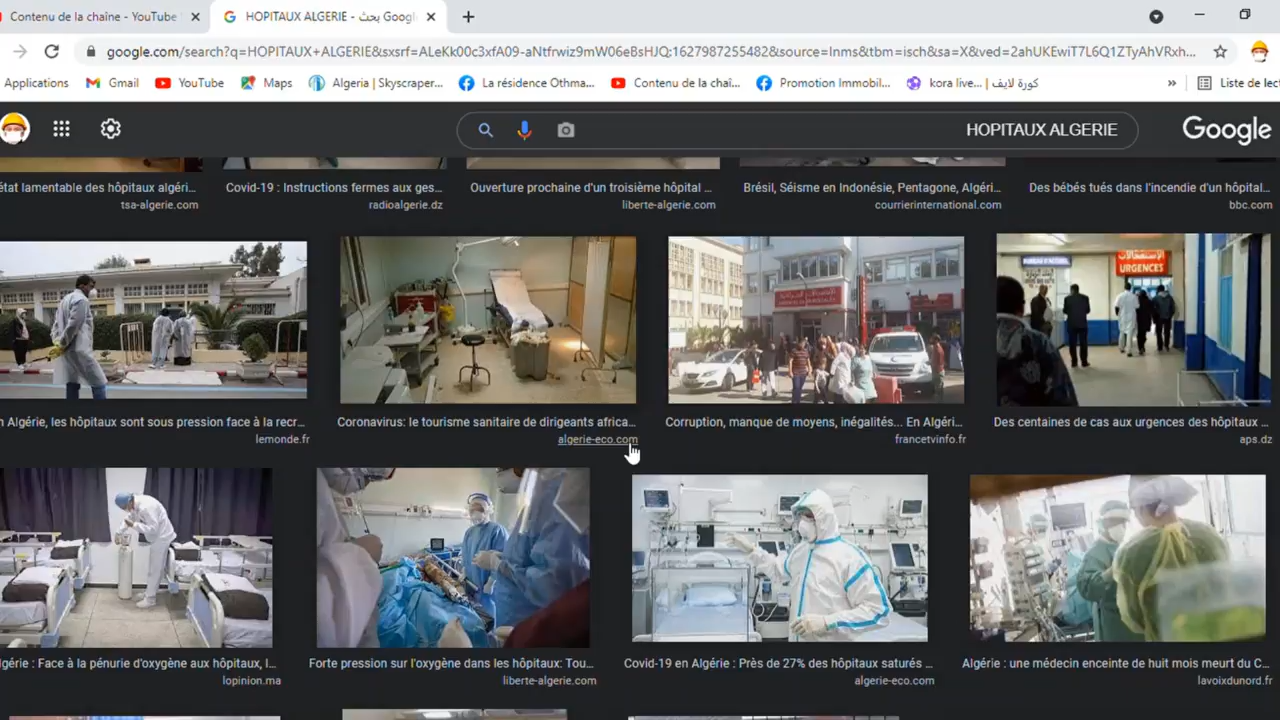 Contenu de la chaîne - YouTube
HOPITAUX ALGERIE - بحث Googl
google.com/search?q=HOPITAUX+ALGERIE&sxsrf=ALeKk00c3xfA09-aNtfrwiz9mW06eBsHJQ:1627987255482&source=lnms&tbm=isch&sa=X&ved=2ahUKEwiT7L6Q1ZTyAhVRxh...
Applications
Gmail
YouTube
Maps
Algeria | Skyscraper...
La résidence Othma...
Contenu de la chaî...
Promotion Immobil...
kora live... | كورة لايف
»
Liste de lec
HOPITAUX ALGERIE
Google
état lamentable des hôpitaux algéri...
tsa-algerie.com
Covid-19 : Instructions fermes aux ges...
radioalgerie.dz
Ouverture prochaine d'un troisième hôpital ...
liberte-algerie.com
Brésil, Séisme en Indonésie, Pentagone, Algéri...
courrierinternational.com
Des bébés tués dans l'incendie d'un hôpital...
bbc.com
الاستعجالات
URGENCES
n Algérie, les hôpitaux sont sous pression face à la recr...
lemonde.fr
Coronavirus: le tourisme sanitaire de dirigeants africa...
algerie-eco.com
Corruption, manque de moyens, inégalités... En Algéri...
francetvinfo.fr
Des centaines de cas aux urgences des hôpitaux ...
aps.dz
lgérie : Face à la pénurie d'oxygène aux hôpitaux, l...
lopinion.ma
Forte pression sur l'oxygène dans les hôpitaux: Tou...
liberte-algerie.com
Covid-19 en Algérie : Près de 27% des hôpitaux saturés ...
algerie-eco.com
Algérie : une médecin enceinte de huit mois meurt du C...
lavoixdunord.fr